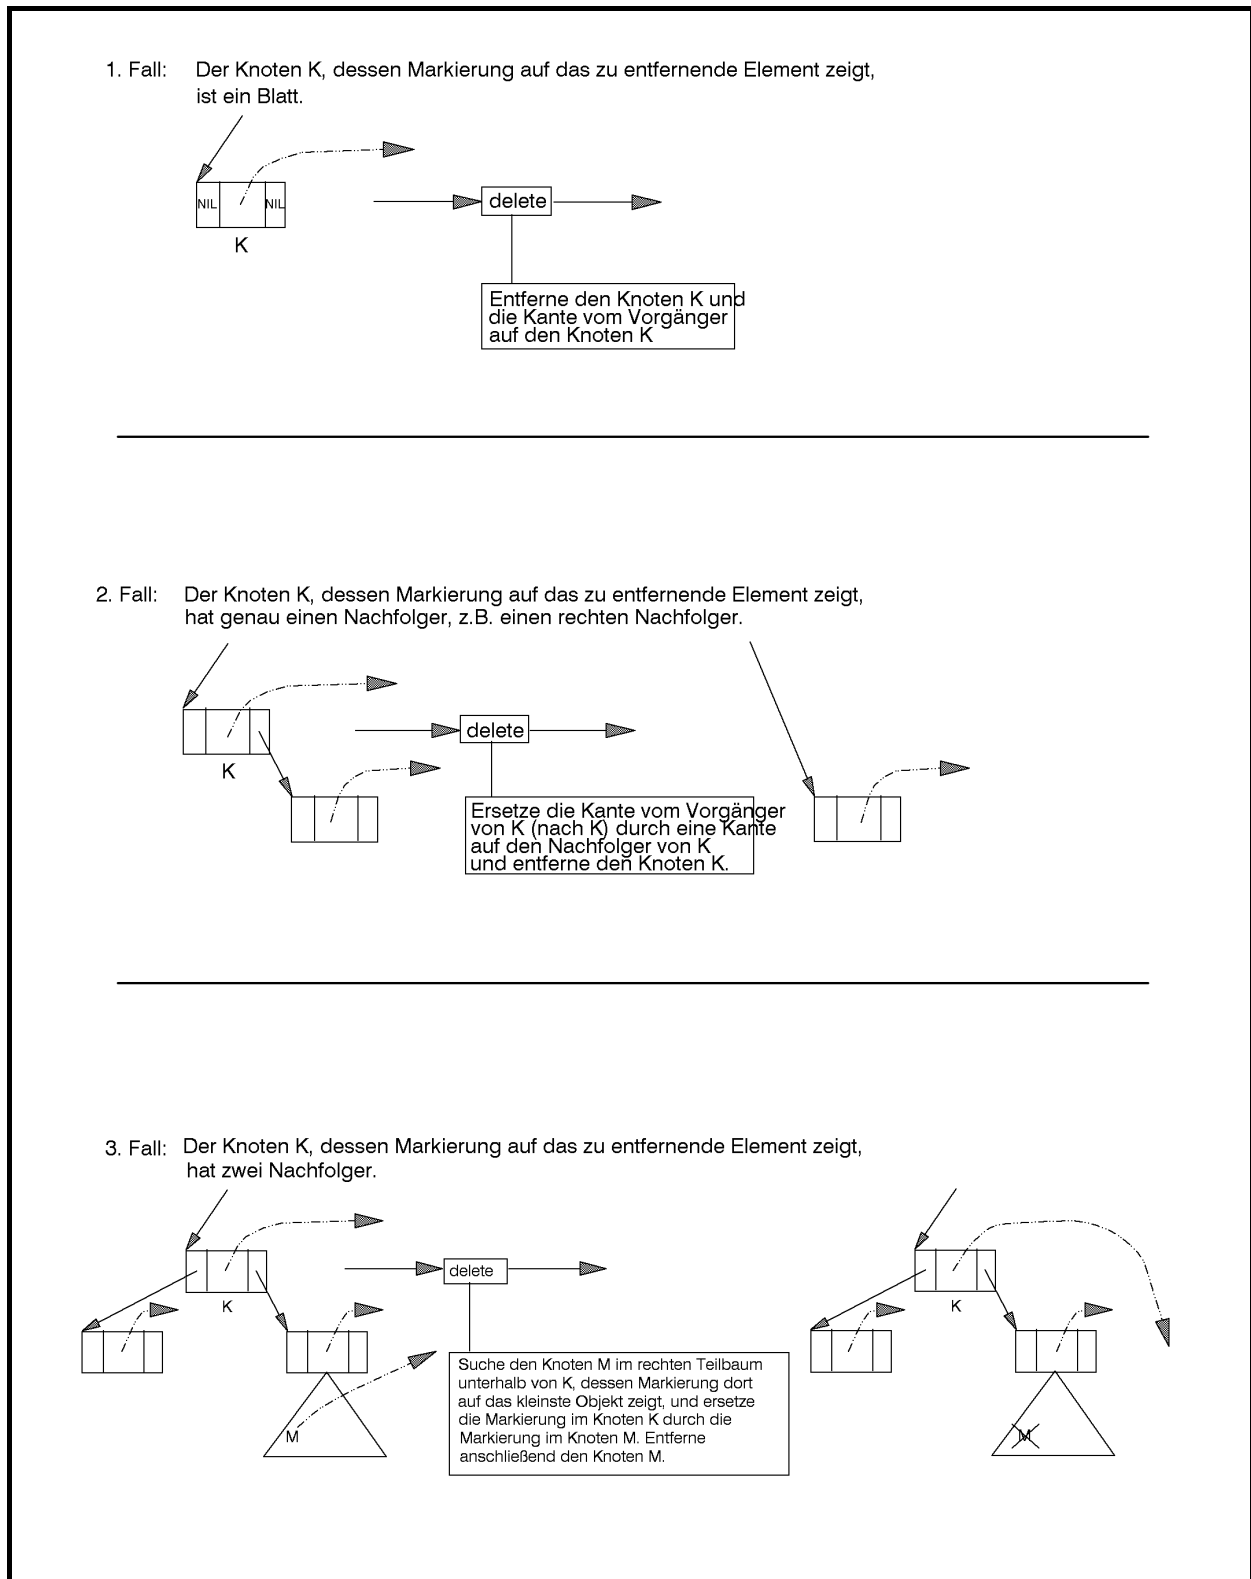 1. Fall: Der Knoten K, dessen Markierung auf das zu entfernende Element zeigt,
ist ein Blatt.
NIL NIL
K
delete
Entferne den Knoten K und
die Kante vom Vorgänger
auf den Knoten K
2. Fall: Der Knoten K, dessen Markierung auf das zu entfernende Element zeigt,
hat genau einen Nachfolger, z.B. einen rechten Nachfolger.
K
delete
Ersetze die Kante vom Vorgänger
von K (nach K) durch eine Kante
auf den Nachfolger von K
und entferne den Knoten K.
3. Fall: Der Knoten K, dessen Markierung auf das zu entfernende Element zeigt,
hat zwei Nachfolger.
K
M
delete
Suche den Knoten M im rechten Teilbaum
unterhalb von K, dessen Markierung dort
auf das kleinste Objekt zeigt, und ersetze
die Markierung im Knoten K durch die
Markierung im Knoten M. Entferne
anschließend den Knoten M.
K
M